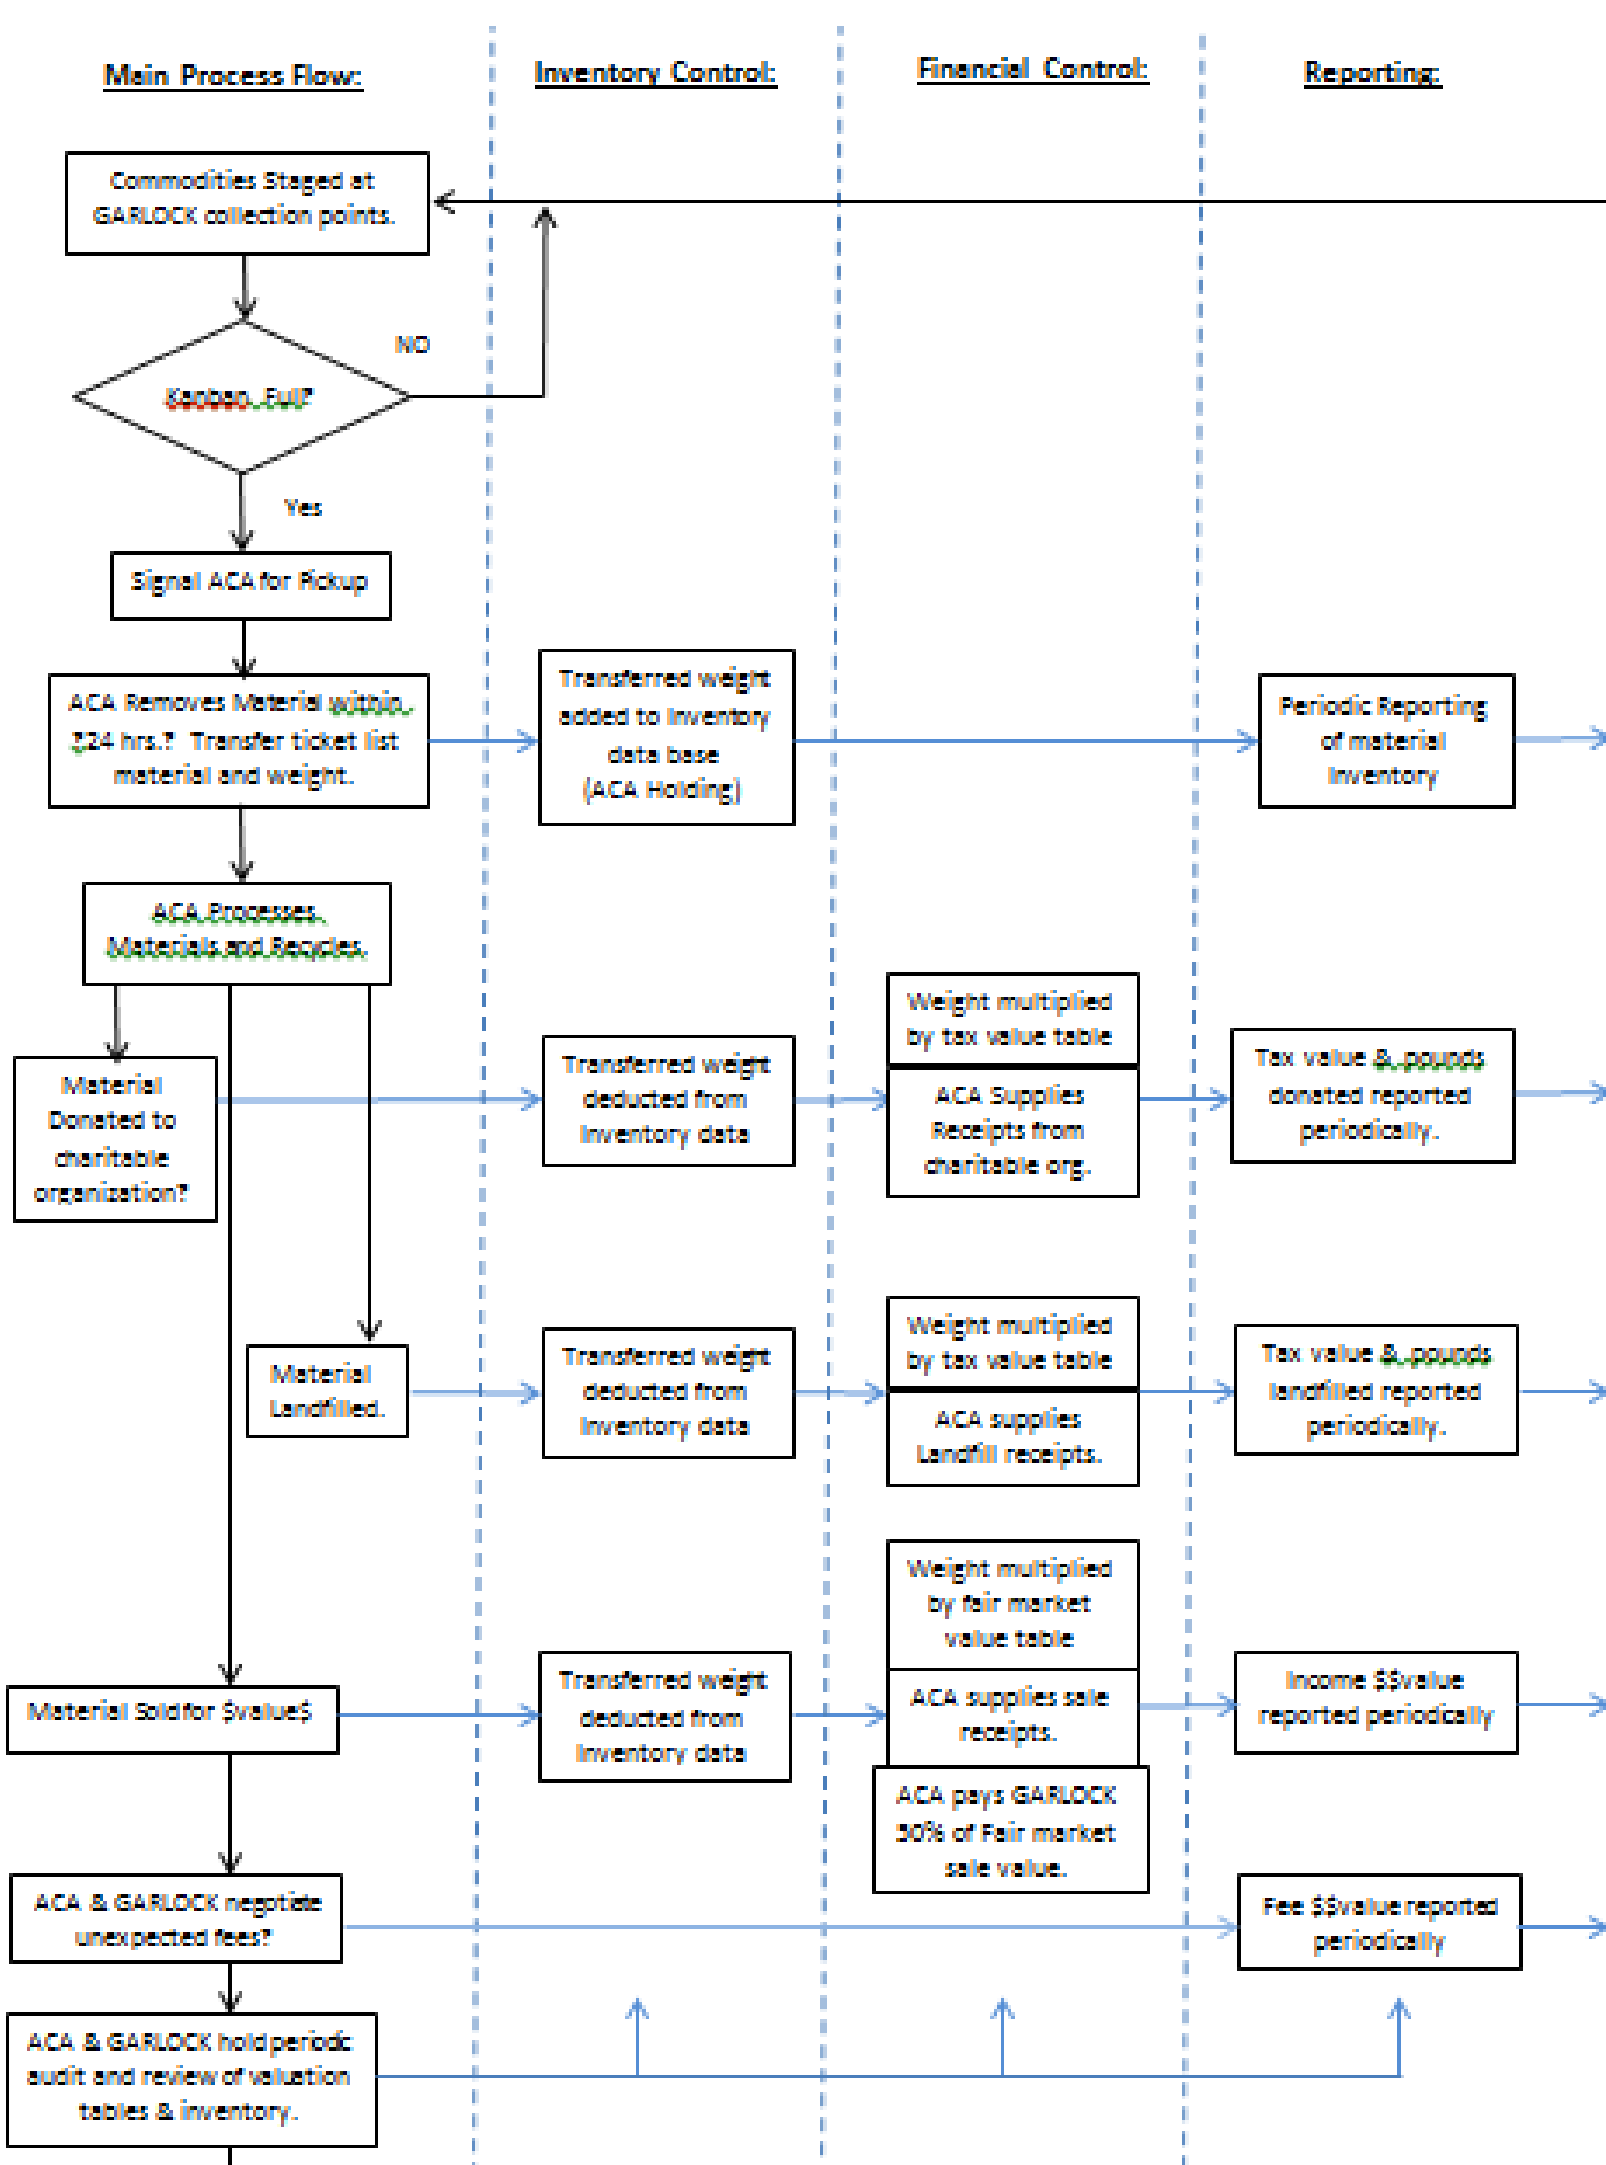 Main Process Flow:
Inventory Control:
Financial Control:
Reporting:
Commodities Staged at
GARLOCK collection points.
Kanban Full?
NO
Yes
Signal ACA for Pickup
ACA Removes Material within
?24 hrs.? Transfer ticket list
material and weight.
Transferred weight
added to Inventory
data base
(ACA Holding)
Periodic Reporting
of material
Inventory
ACA Processes
Materials and Recycles.
Material
Donated to
charitable
organization?
Transferred weight
deducted from
Inventory data
Weight multiplied
by tax value table
ACA Supplies
Receipts from
charitable org.
Tax value & pounds
donated reported
periodically.
Material
Landfilled.
Transferred weight
deducted from
Inventory data
Weight multiplied
by tax value table
ACA supplies
Landfill receipts.
Tax value & pounds
landfilled reported
periodically.
Material Sold for $value$
Transferred weight
deducted from
Inventory data
Weight multiplied
by fair market
value table
ACA supplies sale
receipts.
ACA pays GARLOCK
50% of Fair market
sale value.
Income $$value
reported periodically
ACA & GARLOCK negotiate
unexpected fees?
Fee $$value reported
periodically
ACA & GARLOCK hold periodic
audit and review of valuation
tables & inventory.